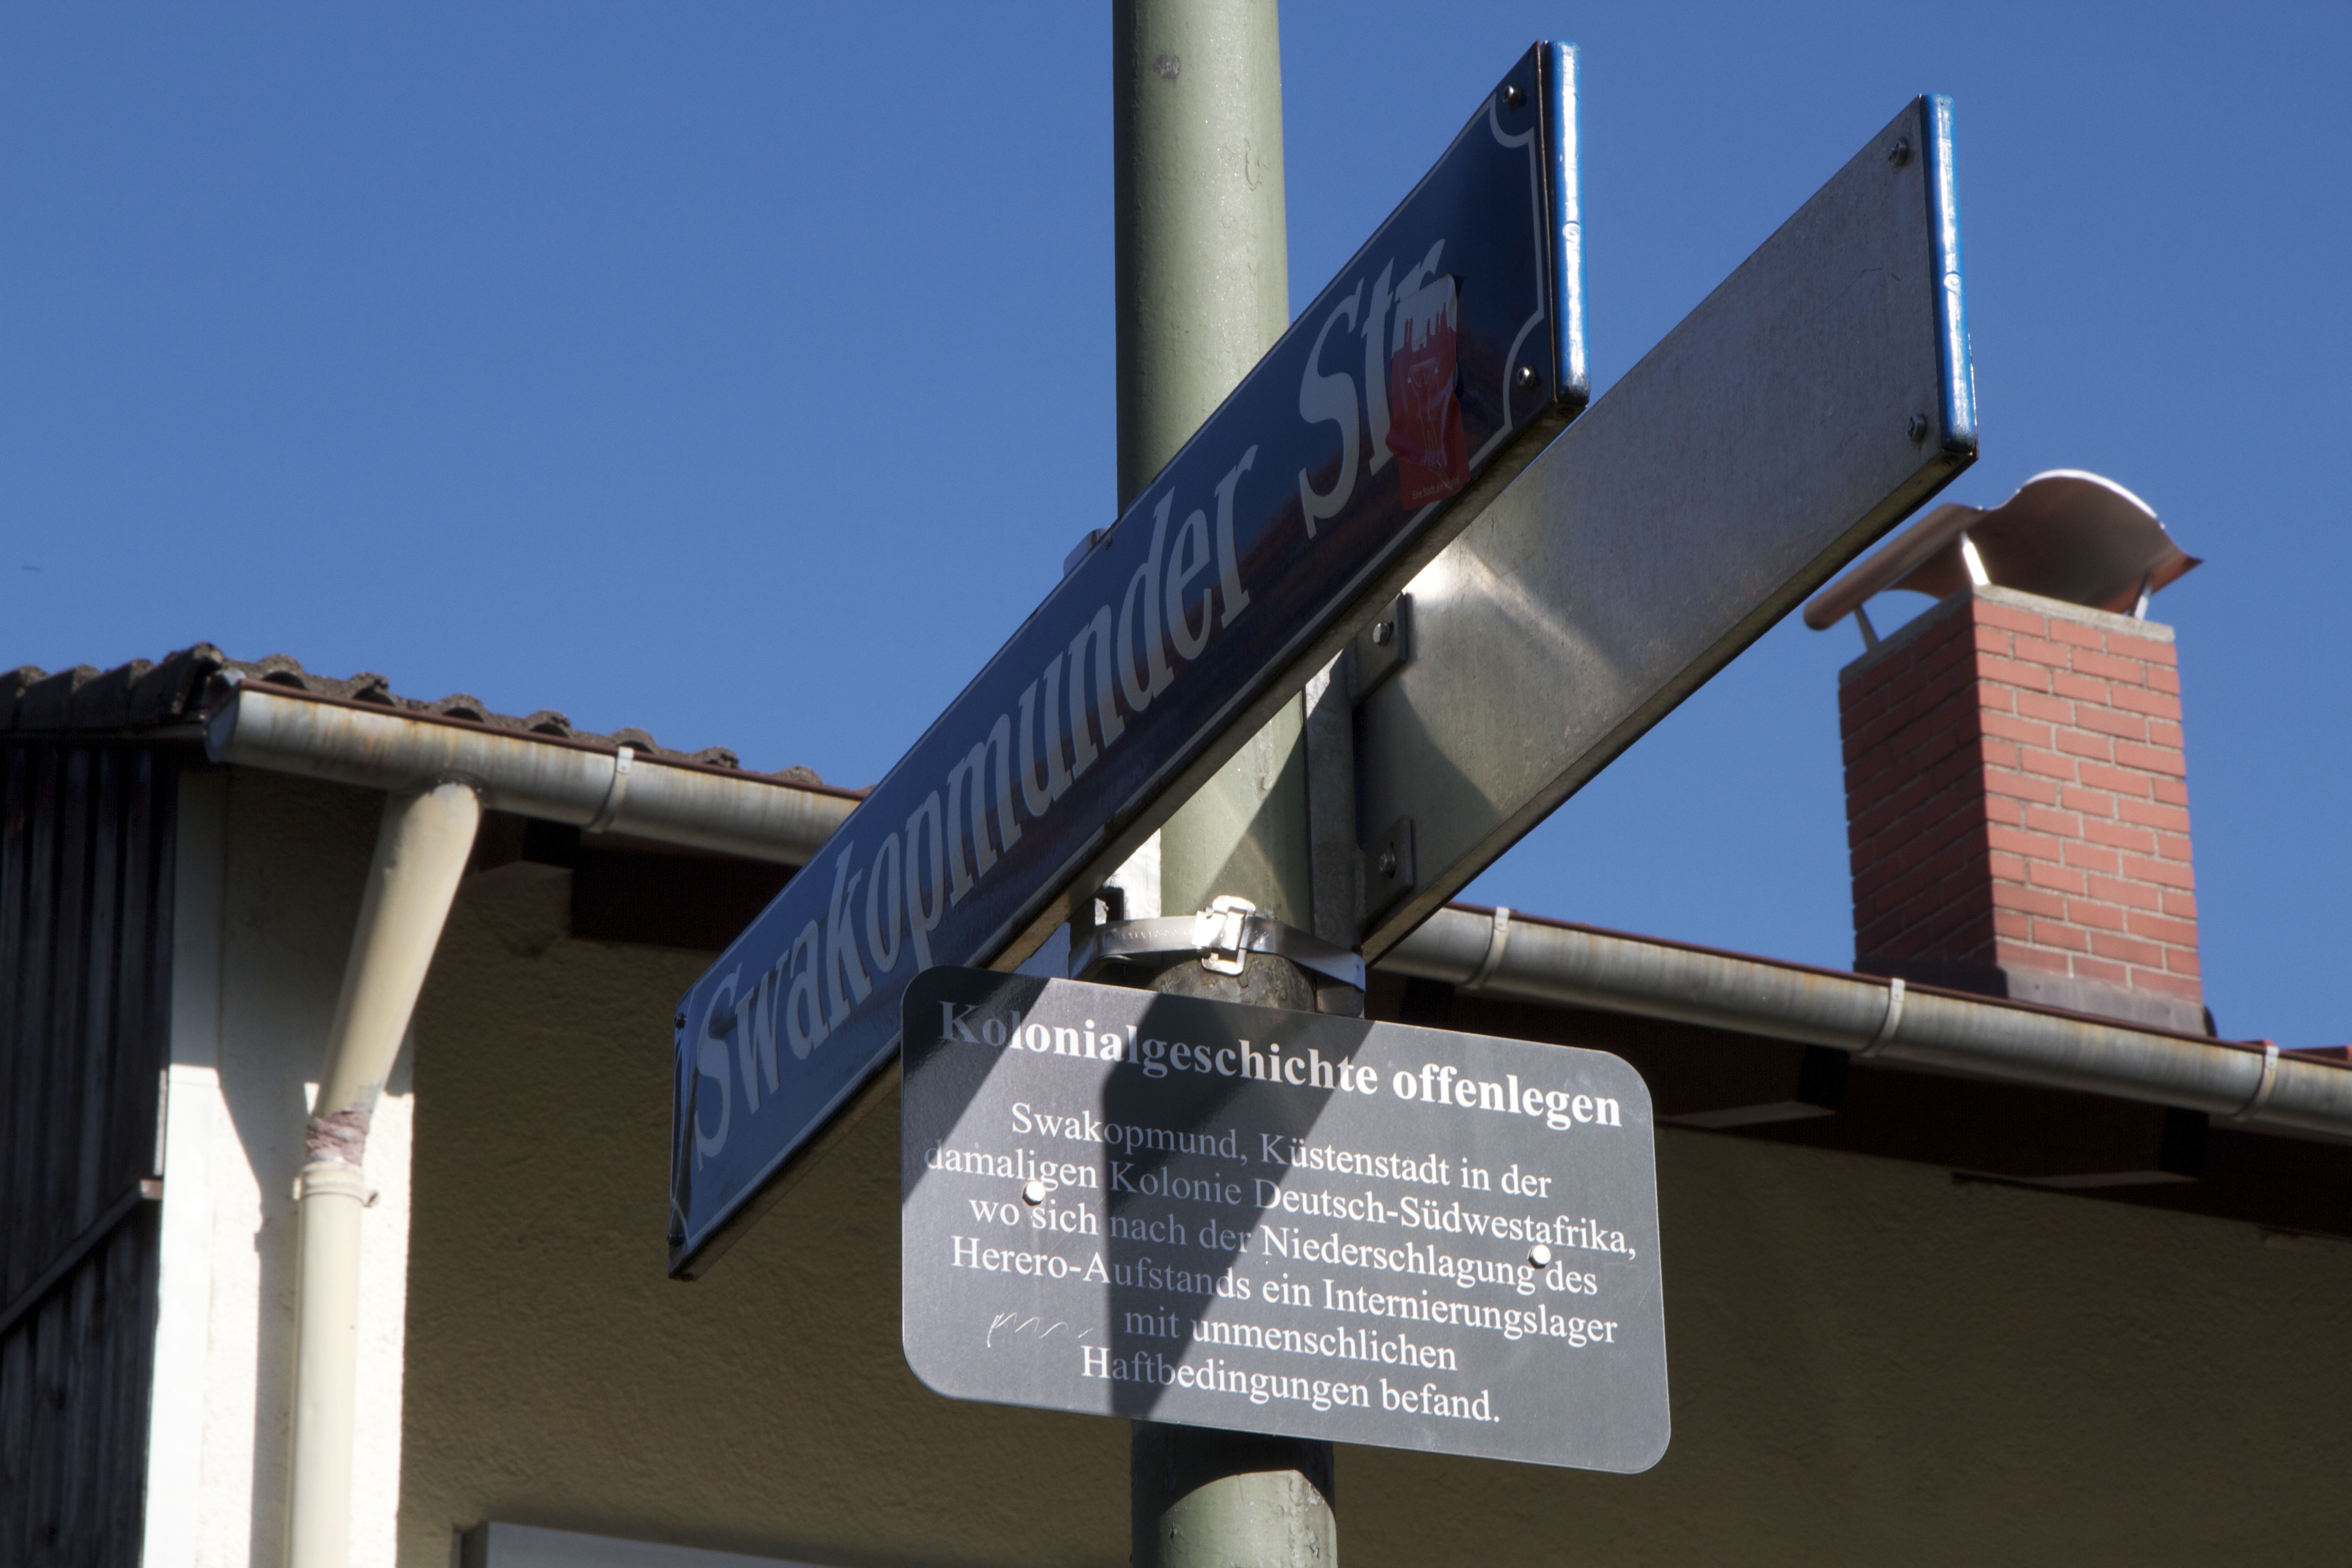 Swakopmunder Str.
Kolonialgeschichte offenlegen
Swakopmund, Küstenstadt in der
damaligen Kolonie Deutsch-Südwestafrika,
wo sich nach der Niederschlagung des
Herero-Aufstands ein Internierungslager
mit unmenschlichen
Haftbedingungen befand.